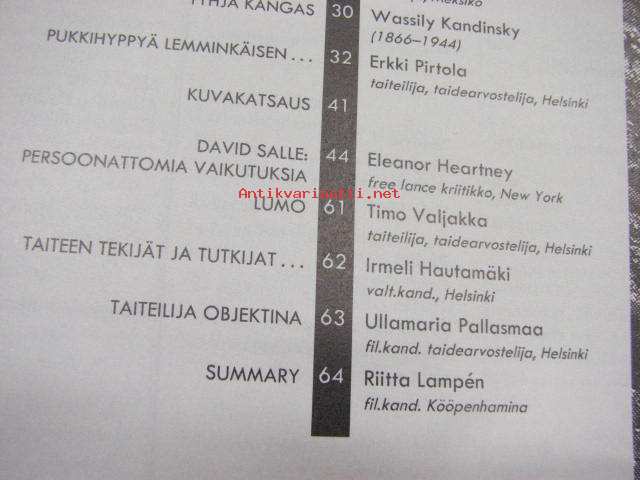 KANGAS 30 Wassily Kandinsky
(1866–1944)
PUKKIHYPPYÄ LEMMINKÄISEN... 32 Erkki Pirtola
taiteilija, taidearvostelija, Helsinki
KUVAKATSAUS 41
DAVID SALLE:
PERSOONATTOMIA VAIKUTUKSIA 44 Eleanor Heartney
free lance kriitikko, New York
Antikvariaatti.net
LUMO 61 Timo Valjakka
taiteilija, taidearvostelija, Helsinki
TAITEEN TEKIJÄT JA TUTKIJAT... 62 Irmeli Hautamäki
valt.kand., Helsinki
TAITEILIJA OBJEKTINA 63 Ullamaria Pallasmaa
fil.kand. taidearvostelija, Helsinki
SUMMARY 64 Riitta Lampén
fil.kand. Kööpenhamina